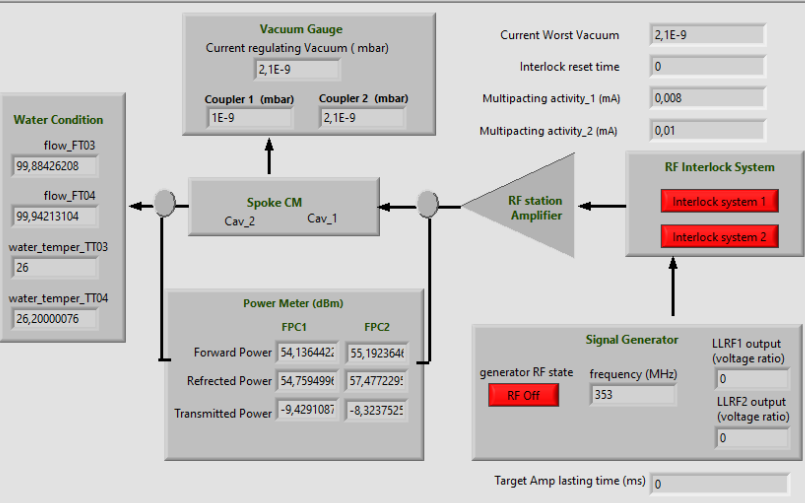 Vacuum Gauge
Current regulating Vacuum ( mbar)
2,1E-9
Coupler 1 (mbar) Coupler 2 (mbar)
1E-9 2,1E-9
Current Worst Vacuum 2,1E-9
Interlock reset time 0
Multipacting activity_1 (mA) 0,008
Multipacting activity_2 (mA) 0,01
Water Condition
flow_FT03
99,88426208
flow_FT04
99,94213104
water_temper_TT03
26
water_temper_TT04
26,20000076
Spoke CM
Cav_2 Cav_1
RF station
Amplifier
RF Interlock System
Interlock system 1
Interlock system 2
Power Meter (dBm)
FPC1 FPC2
Forward Power 54,1364422 55,1923646
Refrected Power 54,7594996 57,4772295
Transmitted Power -9,4291087 -8,3237525
Signal Generator
generator RF state
RF Off
frequency (MHz)
353
LLRF1 output
(voltage ratio)
0
LLRF2 output
(voltage ratio)
0
Target Amp lasting time (ms) 0